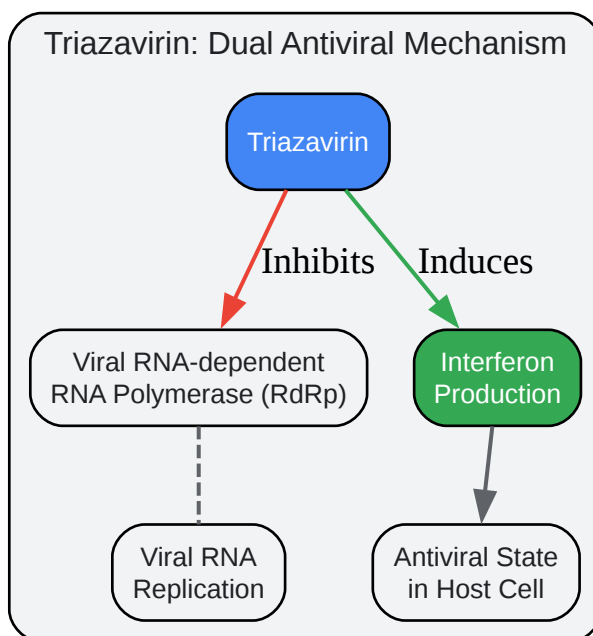 Triazavirin: Dual Antiviral Mechanism
Triazavirin
Inhibits
Induces
Viral RNA-dependent
RNA Polymerase (RdRp)
Interferon
Production
Viral RNA
Replication
Antiviral State
in Host Cell